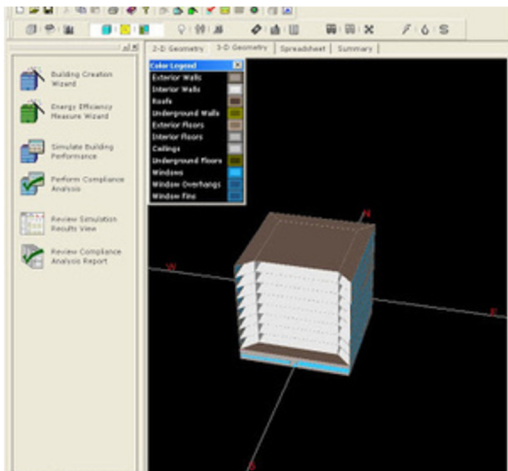 2-D Geometry
3-D Geometry
Spreadsheet
Summary
Building Creation
Wizard
Energy Efficiency
Measure Wizard
Simulate Building
Performance
Perform Compliance
Analysis
Review Simulation
Results View
Review Compliance
Analysis Report
Color Legend
Exterior Walls
Interior Walls
Roofs
Underground Walls
Exterior Floors
Interior Floors
Ceilings
Underground Floors
Windows
Window Overhangs
Window Fins
N
W
E
S